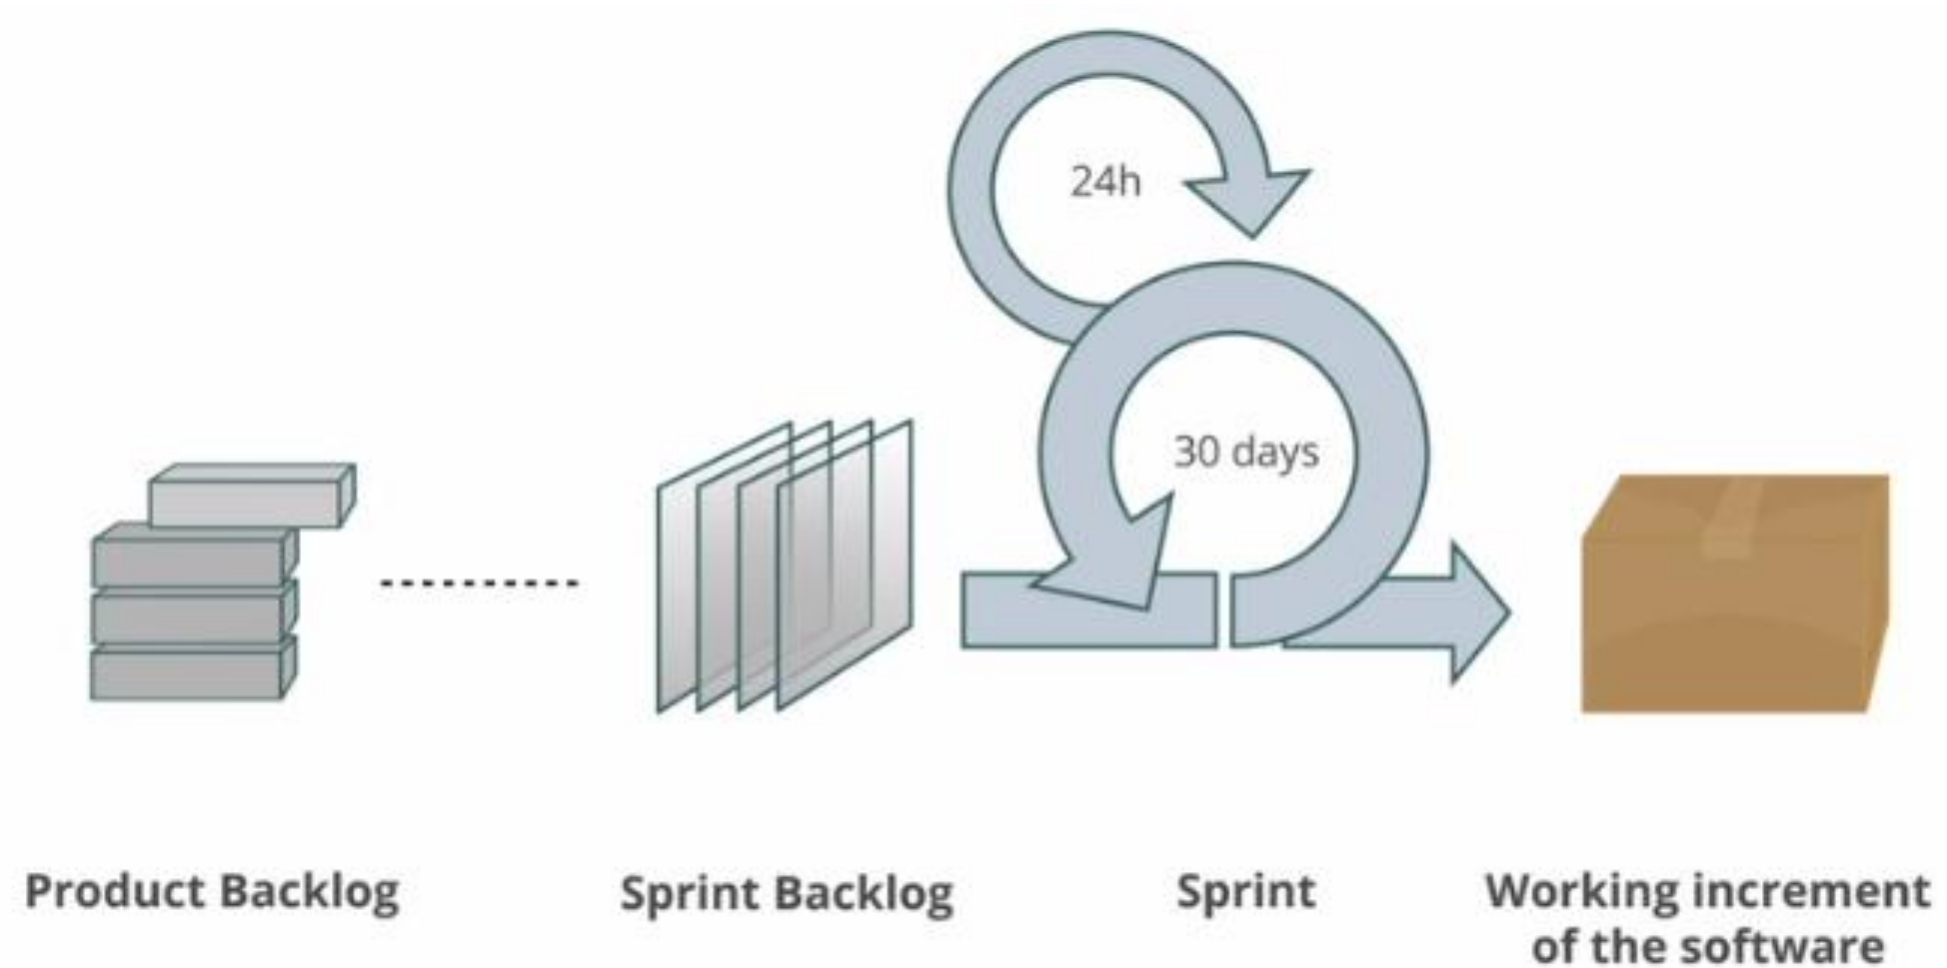 24h
30 days
Product Backlog
Sprint Backlog
Sprint
Working increment
of the software